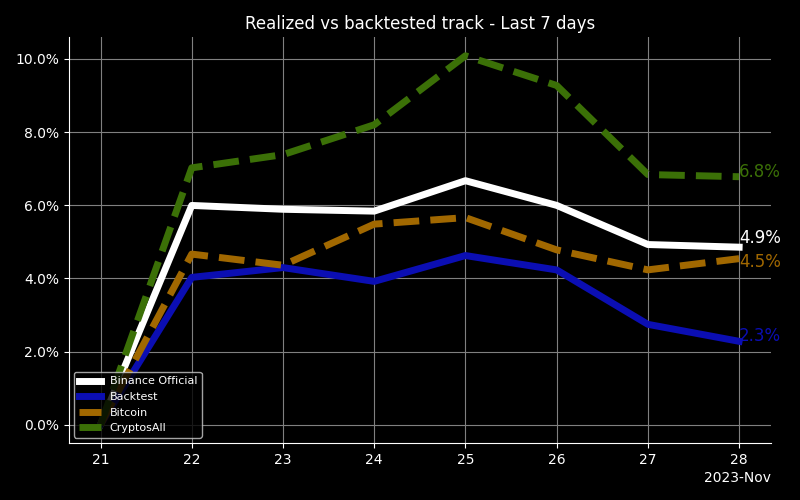 Realized vs backtested track - Last 7 days
10.0%
8.0%
6.0%
4.0%
2.0%
0.0%
6.8%
4.9%
4.5%
2.3%
Binance Official
Backtest
Bitcoin
CryptosAll
21 22 23 24 25 26 27 28
2023-Nov